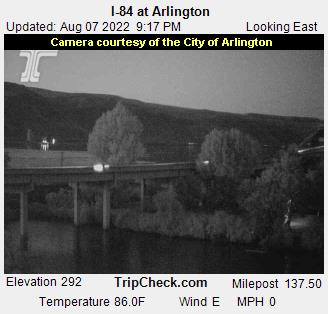 I-84 at Arlington
Updated: Aug 07 2022 9:17 PM Looking East
Camera courtesy of the City of Arlington
Elevation 292 TripCheck.com Milepost 137.50
Temperature 86.0F Wind E MPH 0